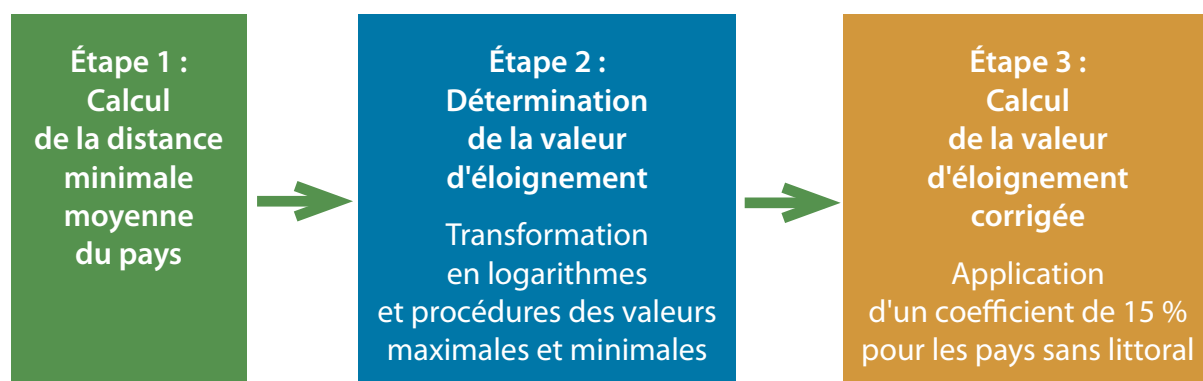 Étape 1 :
Calcul
de la distance
minimale
moyenne
du pays
Étape 2 :
Détermination
de la valeur
d'éloignement
Transformation
en logarithmes
et procédures des valeurs
maximales et minimales
Étape 3 :
Calcul
de la valeur
d'éloignement
corrigée
Application
d'un coefficient de 15 %
pour les pays sans littoral